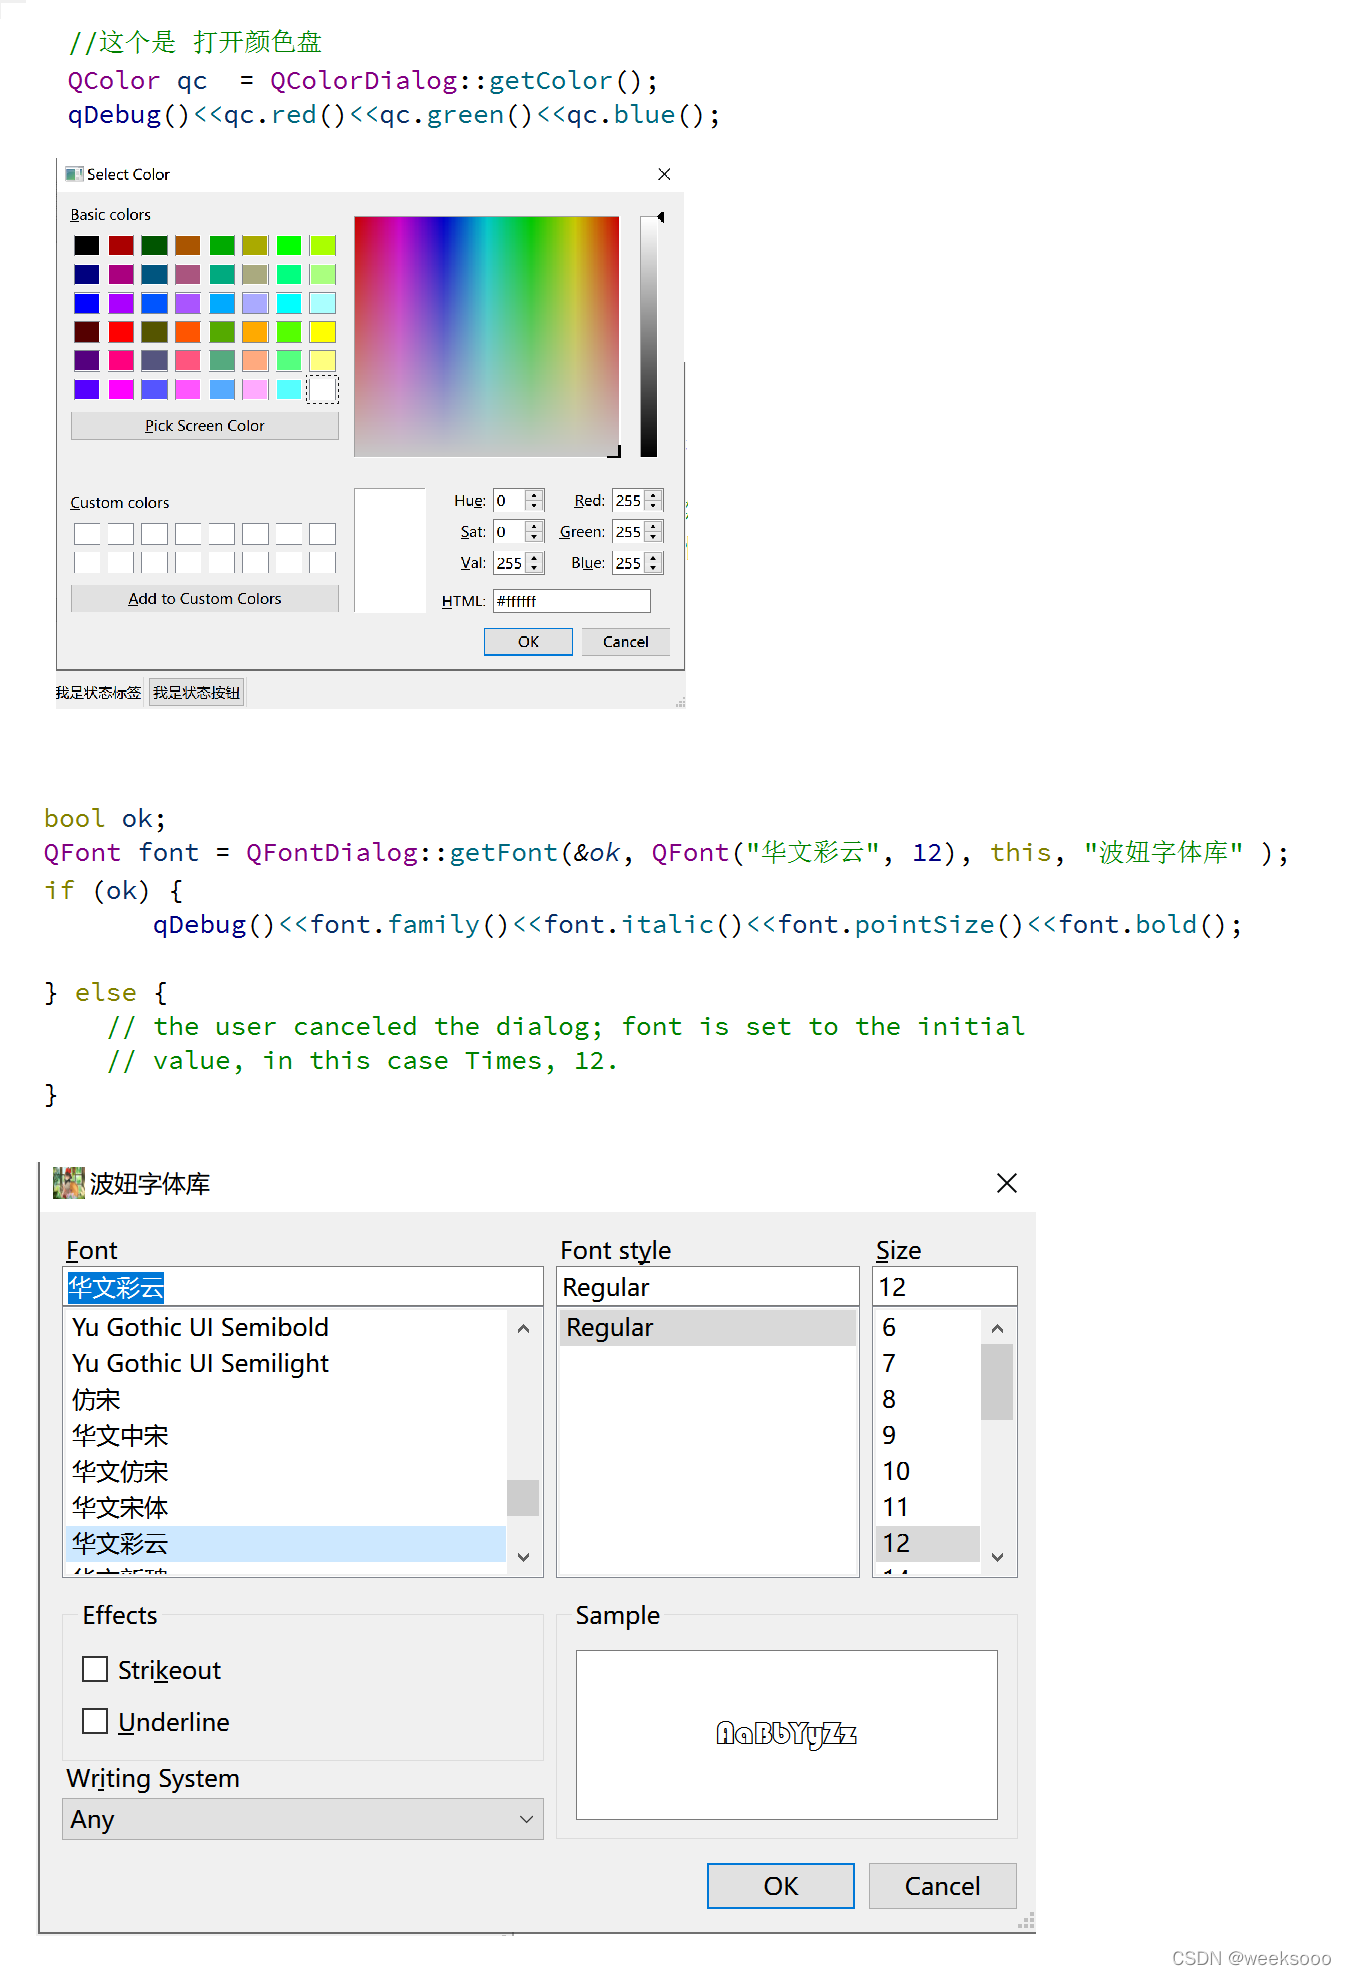 //这个是 打开颜色盘
QColor qc  = QColorDialog::getColor();
qDebug()<<qc.red()<<qc.green()<<qc.blue();
Select Color
Basic colors
Pick Screen Color
Custom colors
Add to Custom Colors
Hue: 0 Red: 255
Sat: 0 Green: 255
Val: 255 Blue: 255
HTML: #ffffff
OK Cancel
我是状态标签 我是状态按钮
bool ok;
QFont font = QFontDialog::getFont(&ok, QFont("华文彩云", 12), this, "波妞字体库" );
if (ok) {
qDebug()<<font.family()<<font.italic()<<font.pointSize()<<font.bold();
} else {
// the user canceled the dialog; font is set to the initial
// value, in this case Times, 12.
}
波妞字体库
Font Font style Size
华文彩云 Regular 12
Yu Gothic UI Semibold Regular 6
Yu Gothic UI Semilight 7
仿宋 8
华文中宋 9
华文仿宋 10
华文宋体 11
华文彩云 12
Effects Sample
Strikeout
Underline
AaBbYyZz
Writing System
Any
OK Cancel
CSDN @weeksooo